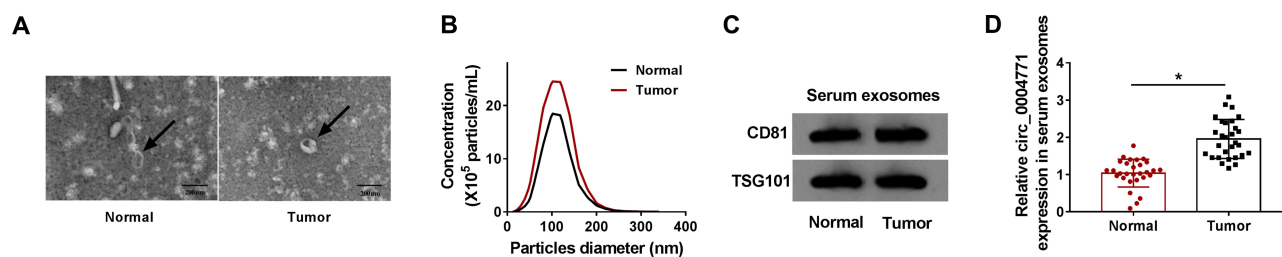 A
200nm
200nm
Normal
Tumor
B
Concentration
(X10⁵ particles/mL)
20
10
0
0
100
200
300
400
Particles diameter (nm)
Normal
Tumor
C
Serum exosomes
CD81
TSG101
Normal
Tumor
D
Relative circ_0004771
expression in serum exosomes
4
3
2
1
0
*
Normal
Tumor